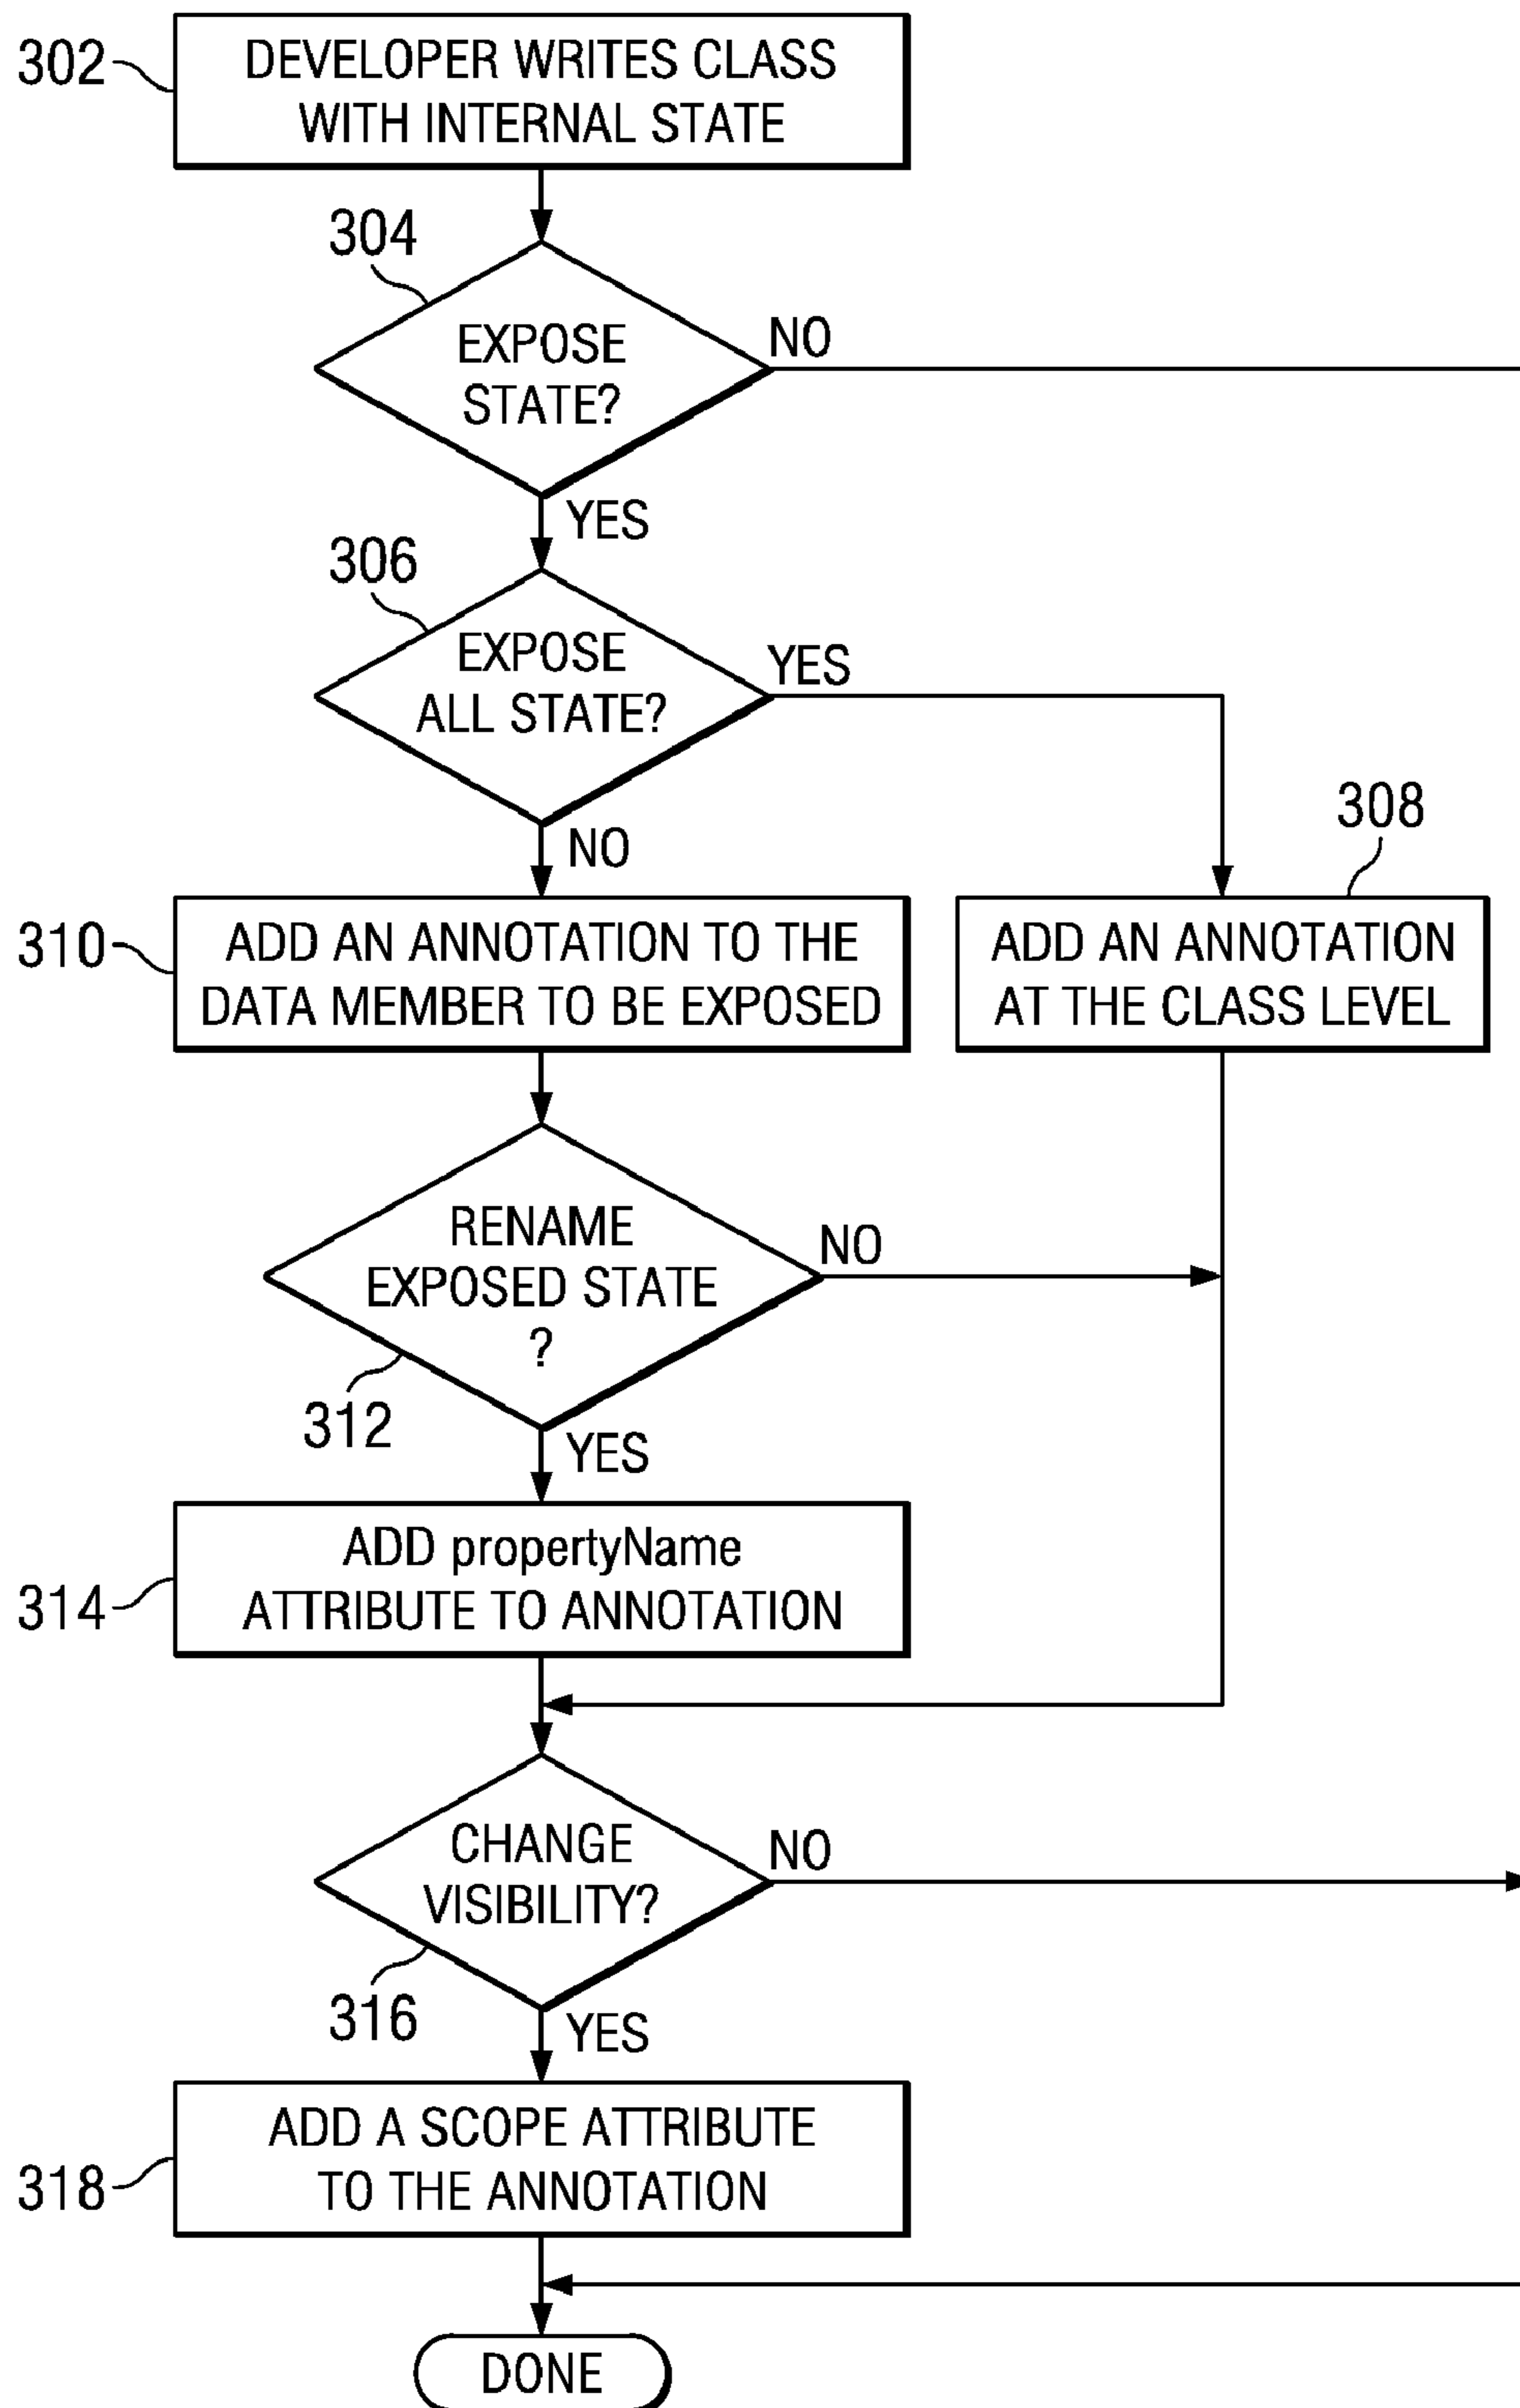 302
DEVELOPER WRITES CLASS
WITH INTERNAL STATE
304
EXPOSE
STATE?
NO
YES
306
EXPOSE
ALL STATE?
YES
NO
308
310
ADD AN ANNOTATION TO THE
DATA MEMBER TO BE EXPOSED
ADD AN ANNOTATION
AT THE CLASS LEVEL
RENAME
EXPOSED STATE
?
NO
312
YES
314
ADD propertyName
ATTRIBUTE TO ANNOTATION
CHANGE
VISIBILITY?
NO
316
YES
318
ADD A SCOPE ATTRIBUTE
TO THE ANNOTATION
DONE